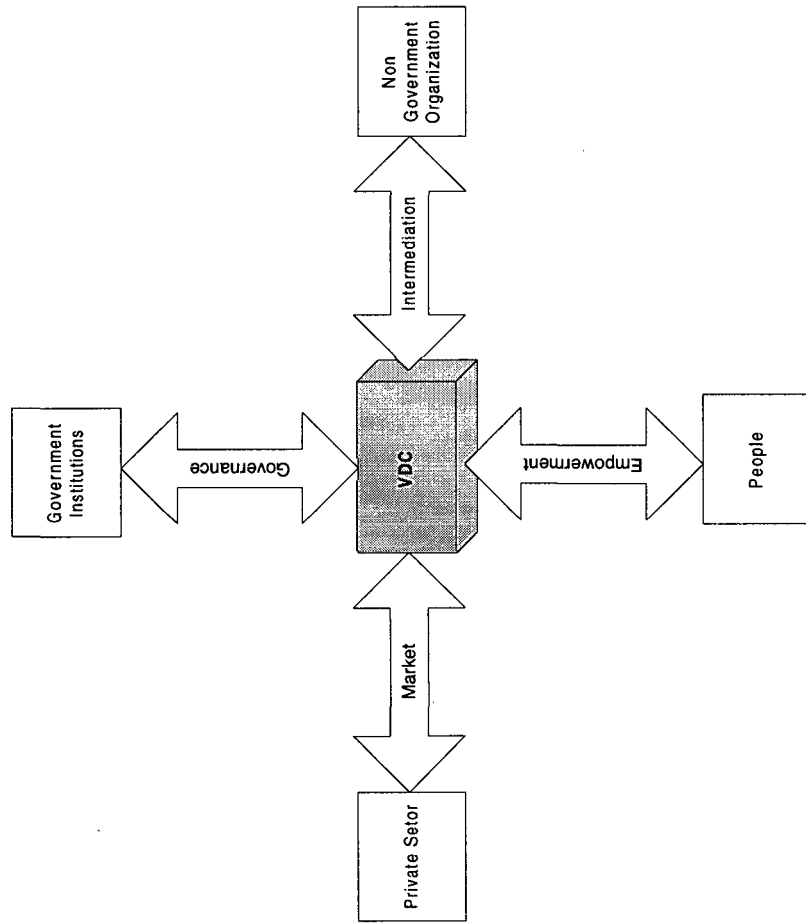 Government
Institutions
Governance
Private Setor
Market
VDC
Intermediation
Non
Government
Organization
Empowerment
People